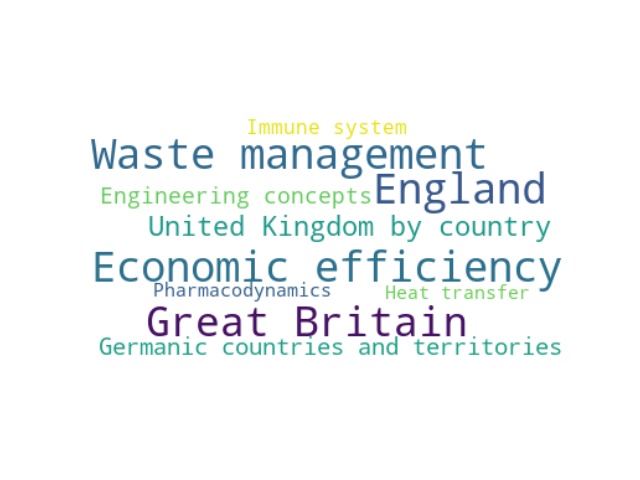 Immune system
Waste management
Engineering concepts
England
United Kingdom by country
Economic efficiency
Pharmacodynamics
Heat transfer
Great Britain
Germanic countries and territories